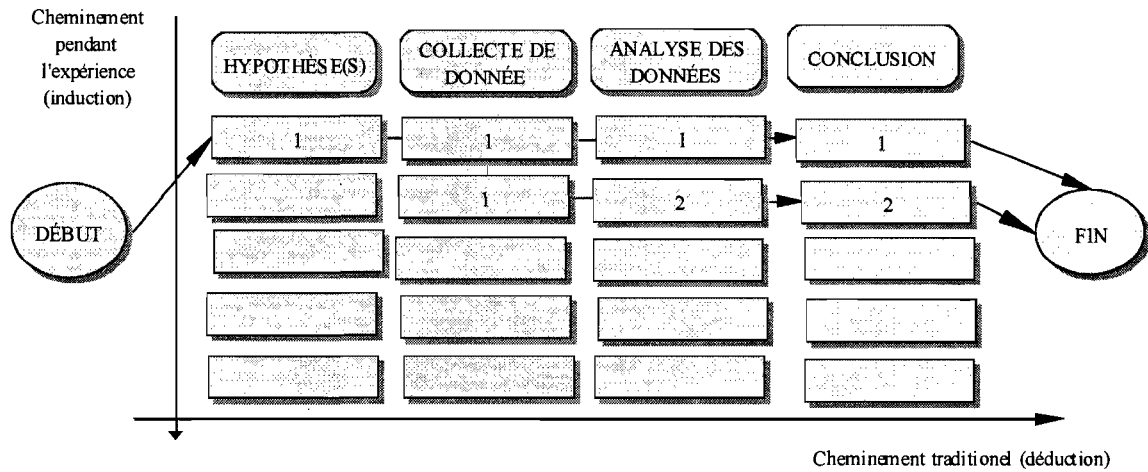 Cheminement
pendant
l'expérience
(induction)
HYPOTHÈSE(S)
COLLECTE DE
DONNÉE
ANALYSE DES
DONNÉES
CONCLUSION
1
1
1
1
1
2
2
DÉBUT
FIN
Cheminement traditionel (déduction)